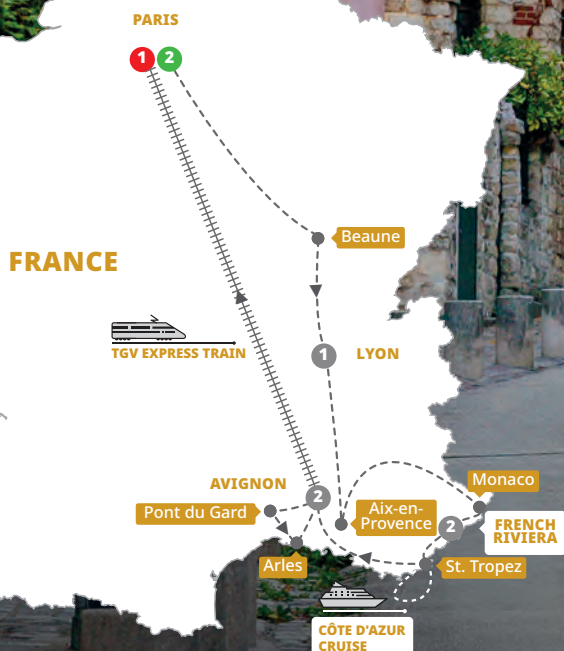 PARIS
1 2
Beaune
FRANCE
TGV EXPRESS TRAIN
1
LYON
AVIGNON
2
Pont du Gard
Arles
Aix-en-
Provence
Monaco
2
FRENCH
RIVIERA
St. Tropez
CÔTE D'AZUR
CRUISE